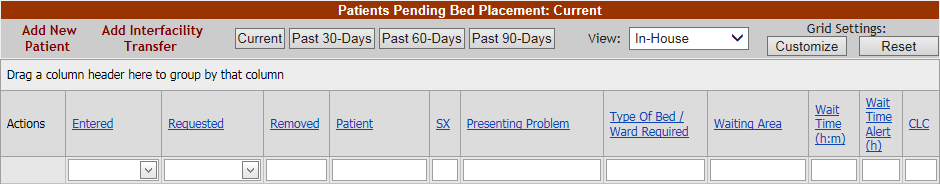 Patients Pending Bed Placement: Current
Add New Patient
Add Interfacility Transfer
Current
Past 30-Days
Past 60-Days
Past 90-Days
View:
In-House
Grid Settings:
Customize
Reset
Drag a column header here to group by that column
Actions
Entered
Requested
Removed
Patient
SX
Presenting Problem
Type Of Bed /
Ward Required
Waiting Area
Wait
Time
(h:m)
Wait
Time
Alert
(h)
CLC